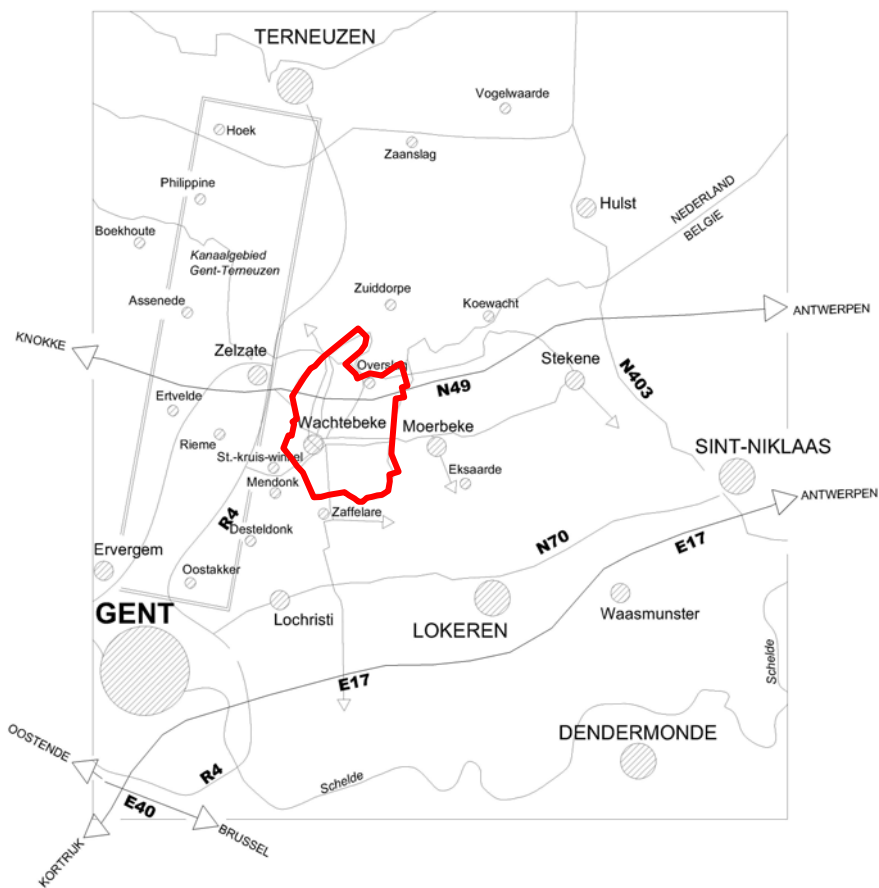 TERNEUZEN
Vogelwaarde
Hoek
Zaanslag
Philippine
Hulst
NEDERLAND
BELGIE
Boekhoute
Kanaalgebied
Gent-Terneuzen
Zuiddorpe
Koewacht
Assenede
ANTWERPEN
KNOKKE
Zelzate
Overslag
Stekene
N49
N403
Ertvelde
Wachtebeke
Moerbeke
Rieme
St.-kruis-winkel
SINT-NIKLAAS
Eksaarde
Mendonk
ANTWERPEN
R4
Zaffelare
Desteldonk
N70
E17
Ervergem
Oostakker
GENT
Lochristi
LOKEREN
Waasmunster
Schelde
E17
DENDERMONDE
OOSTENDE
R4
Schelde
E40
BRUSSEL
KORTRIJK